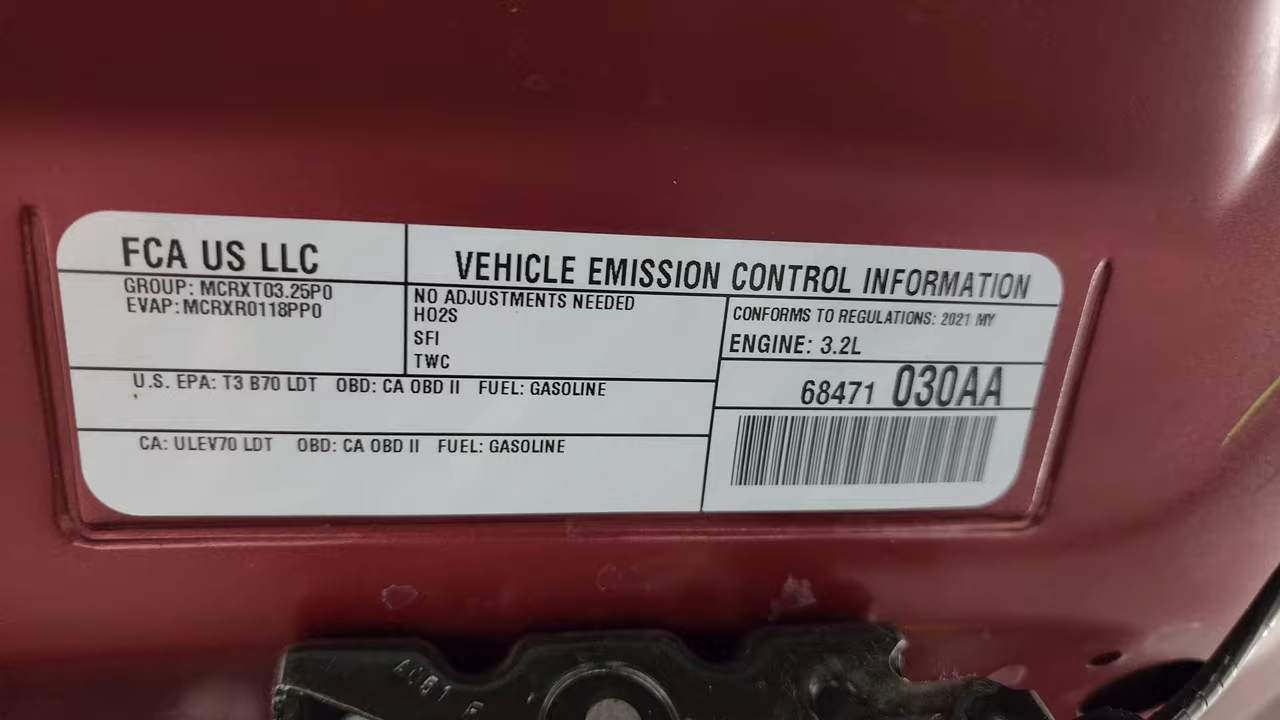 FCA US LLC
VEHICLE EMISSION CONTROL INFORMATION
GROUP: MCRXT03.25P0
EVAP: MCRXR0118PP0
NO ADJUSTMENTS NEEDED
HO2S
SFI
TWC
CONFORMS TO REGULATIONS: 2021 MY
ENGINE: 3.2L
68471 030AA
U.S. EPA: T3 B70 LDT OBD: CA OBD II FUEL: GASOLINE
CA: ULEV70 LDT OBD: CA OBD II FUEL: GASOLINE